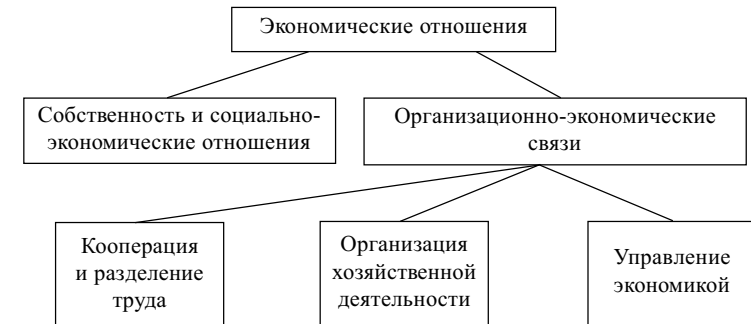 Экономические отношения
Собственность и социально-
экономические отношения
Организационно-экономические
связи
Кооперация
и разделение
труда
Организация
хозяйственной
деятельности
Управление
экономикой